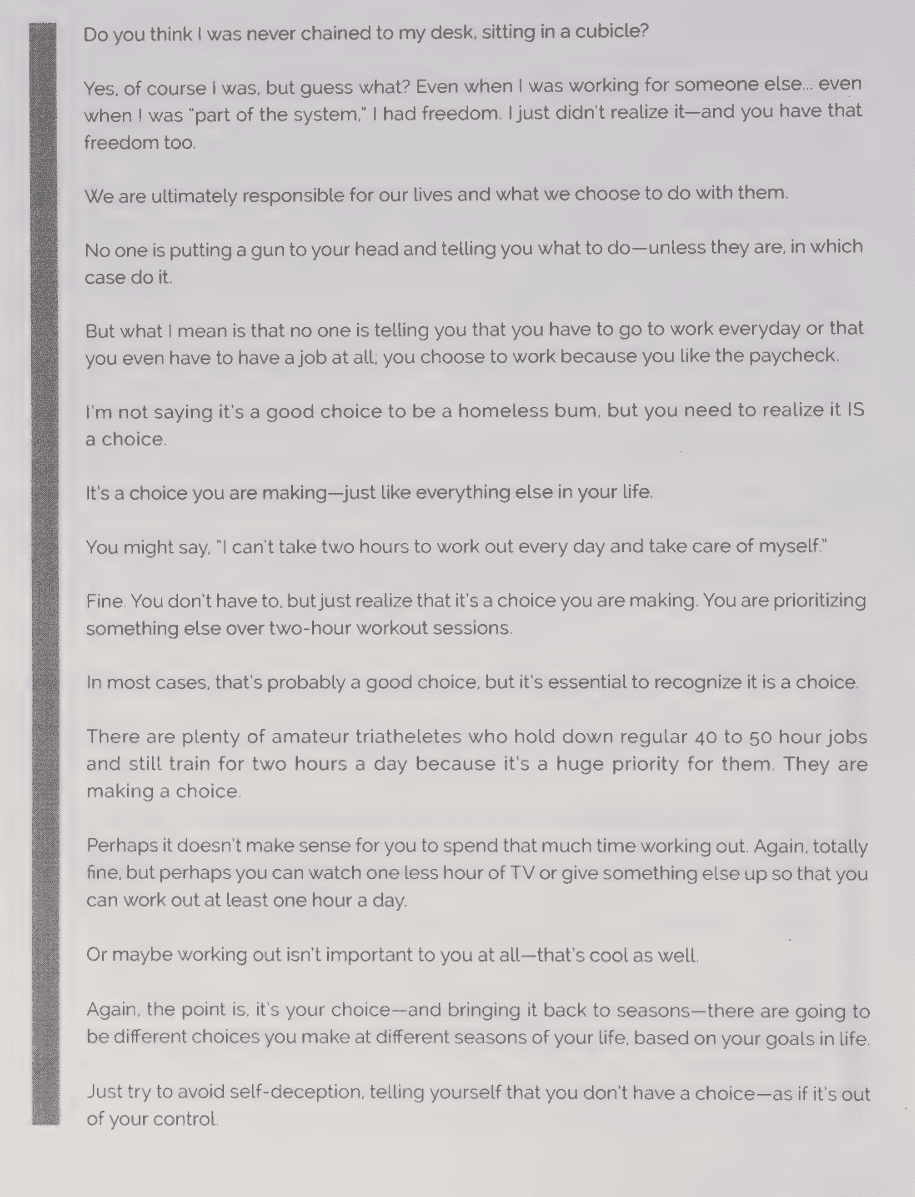 Do you think I was never chained to my desk, sitting in a cubicle?
Yes, of course I was, but guess what? Even when I was working for someone else... even
when I was "part of the system," I had freedom. I just didn't realize it—and you have that
freedom too.
We are ultimately responsible for our lives and what we choose to do with them.
No one is putting a gun to your head and telling you what to do—unless they are, in which
case do it.
But what I mean is that no one is telling you that you have to go to work everyday or that
you even have to have a job at all; you choose to work because you like the paycheck.
I'm not saying it's a good choice to be a homeless bum, but you need to realize it IS
a choice.
It's a choice you are making—just like everything else in your life.
You might say, "I can't take two hours to work out every day and take care of myself."
Fine. You don't have to, but just realize that it's a choice you are making. You are prioritizing
something else over two-hour workout sessions.
In most cases, that's probably a good choice, but it's essential to recognize it is a choice.
There are plenty of amateur triatheletes who hold down regular 40 to 50 hour jobs
and still train for two hours a day because it's a huge priority for them. They are
making a choice.
Perhaps it doesn't make sense for you to spend that much time working out. Again, totally
fine, but perhaps you can watch one less hour of TV or give something else up so that you
can work out at least one hour a day.
Or maybe working out isn't important to you at all—that's cool as well.
Again, the point is, it's your choice—and bringing it back to seasons—there are going to
be different choices you make at different seasons of your life, based on your goals in life.
Just try to avoid self-deception, telling yourself that you don't have a choice—as if it's out
of your control.